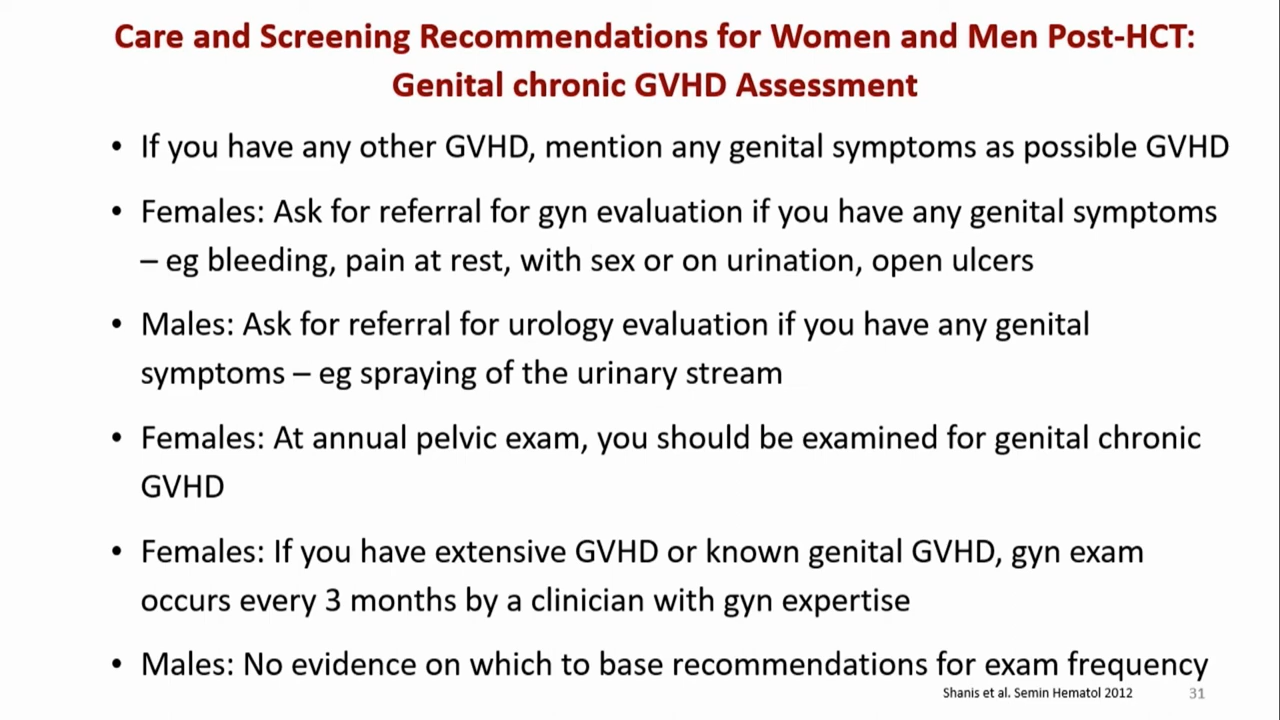 Care and Screening Recommendations for Women and Men Post-HCT:
Genital chronic GVHD Assessment
• If you have any other GVHD, mention any genital symptoms as possible GVHD
• Females: Ask for referral for gyn evaluation if you have any genital symptoms
– eg bleeding, pain at rest, with sex or on urination, open ulcers
• Males: Ask for referral for urology evaluation if you have any genital
symptoms – eg spraying of the urinary stream
• Females: At annual pelvic exam, you should be examined for genital chronic
GVHD
• Females: If you have extensive GVHD or known genital GVHD, gyn exam
occurs every 3 months by a clinician with gyn expertise
• Males: No evidence on which to base recommendations for exam frequency
Shanis et al. Semin Hematol 2012
31